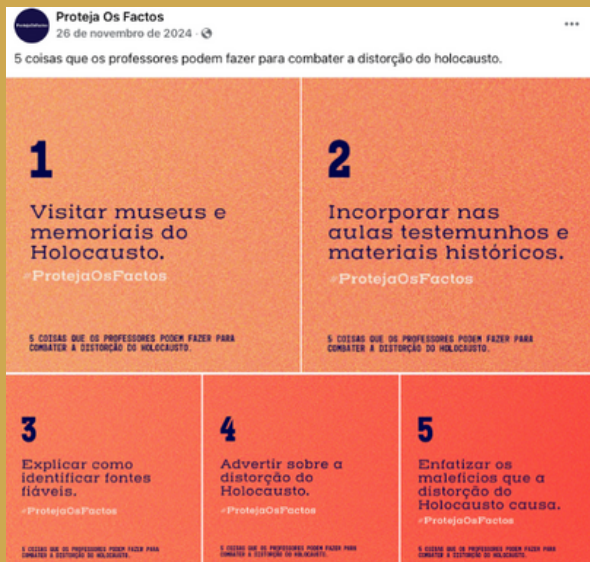 ProtejaOsFactos
Proteja Os Factos
26 de novembro de 2024 ·
5 coisas que os professores podem fazer para combater a distorção do holocausto.
1
Visitar museus e
memoriais do
Holocausto.
#ProtejaOsFactos
5 COISAS QUE OS PROFESSORES PODEM FAZER PARA
COMBATER A DISTORÇÃO DO HOLOCAUSTO.
2
Incorporar nas
aulas testemunhos e
materiais históricos.
#ProtejaOsFactos
5 COISAS QUE OS PROFESSORES PODEM FAZER PARA
COMBATER A DISTORÇÃO DO HOLOCAUSTO.
3
Explicar como
identificar fontes
fiáveis.
#ProtejaOsFactos
5 COISAS QUE OS PROFESSORES PODEM FAZER PARA
COMBATER A DISTORÇÃO DO HOLOCAUSTO.
4
Advertir sobre a
distorção do
Holocausto.
#ProtejaOsFactos
5 COISAS QUE OS PROFESSORES PODEM FAZER PARA
COMBATER A DISTORÇÃO DO HOLOCAUSTO.
5
Enfatizar os
malefícios que a
distorção do
Holocausto causa.
#ProtejaOsFactos
5 COISAS QUE OS PROFESSORES PODEM FAZER PARA
COMBATER A DISTORÇÃO DO HOLOCAUSTO.